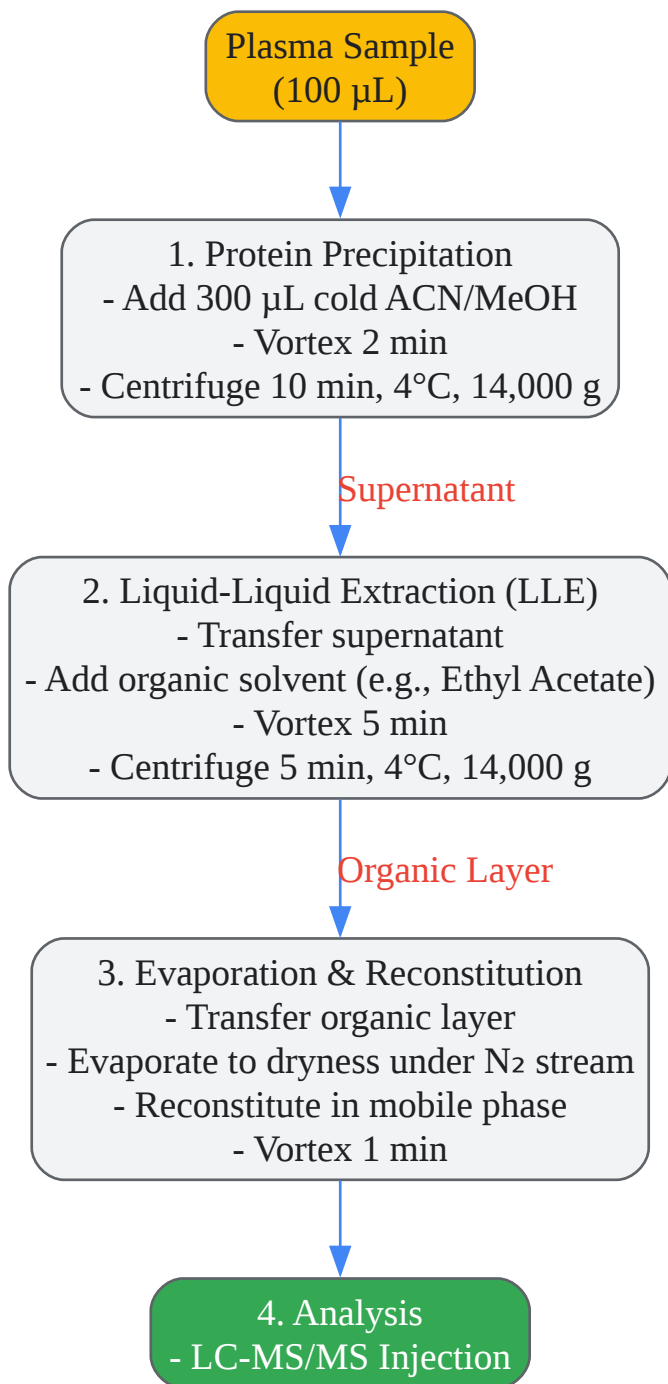 Plasma Sample
(100 µL)
1. Protein Precipitation
- Add 300 µL cold ACN/MeOH
- Vortex 2 min
- Centrifuge 10 min, 4°C, 14,000 g
Supernatant
2. Liquid-Liquid Extraction (LLE)
- Transfer supernatant
- Add organic solvent (e.g., Ethyl Acetate)
- Vortex 5 min
- Centrifuge 5 min, 4°C, 14,000 g
Organic Layer
3. Evaporation & Reconstitution
- Transfer organic layer
- Evaporate to dryness under N₂ stream
- Reconstitute in mobile phase
- Vortex 1 min
4. Analysis
- LC-MS/MS Injection